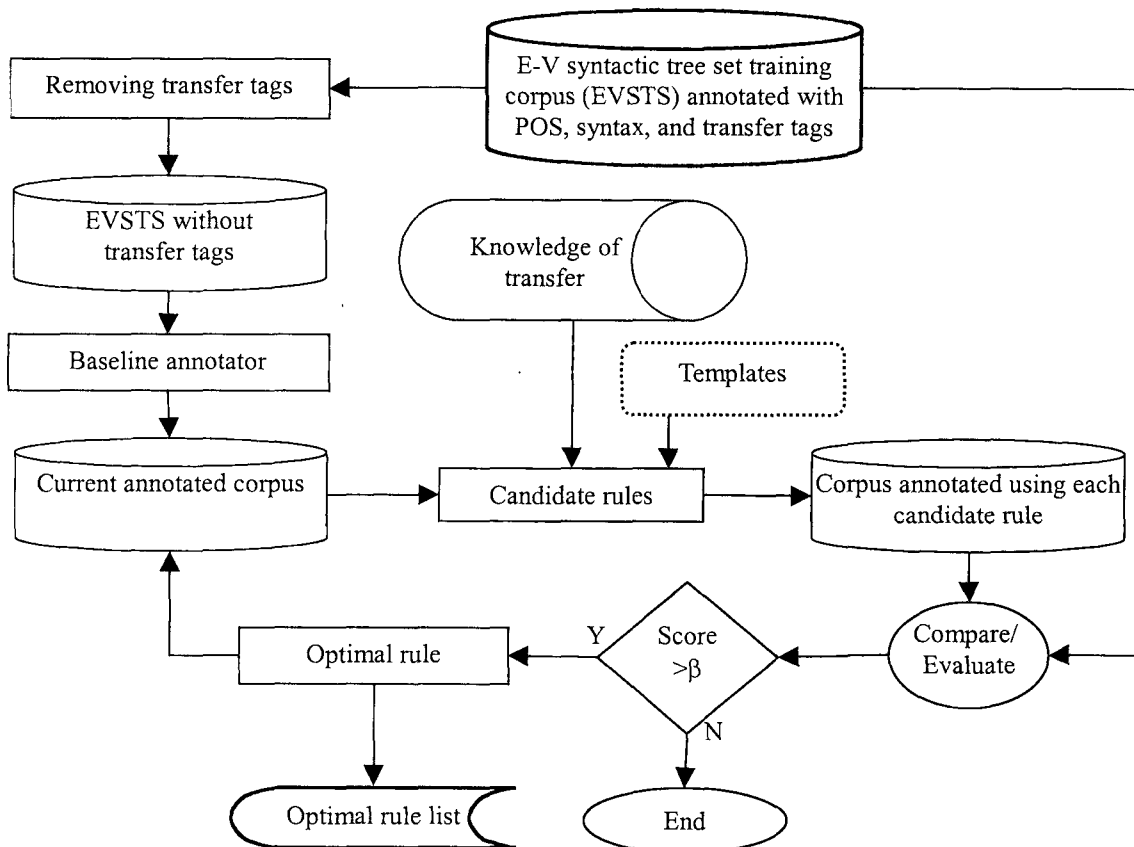 E-V syntactic tree set training
corpus (EVSTS) annotated with
POS, syntax, and transfer tags
Removing transfer tags
EVSTS without
transfer tags
Knowledge of
transfer
Baseline annotator
Templates
Current annotated corpus
Candidate rules
Corpus annotated using each
candidate rule
Compare/
Evaluate
Score
>β
Y
N
Optimal rule
Optimal rule list
End